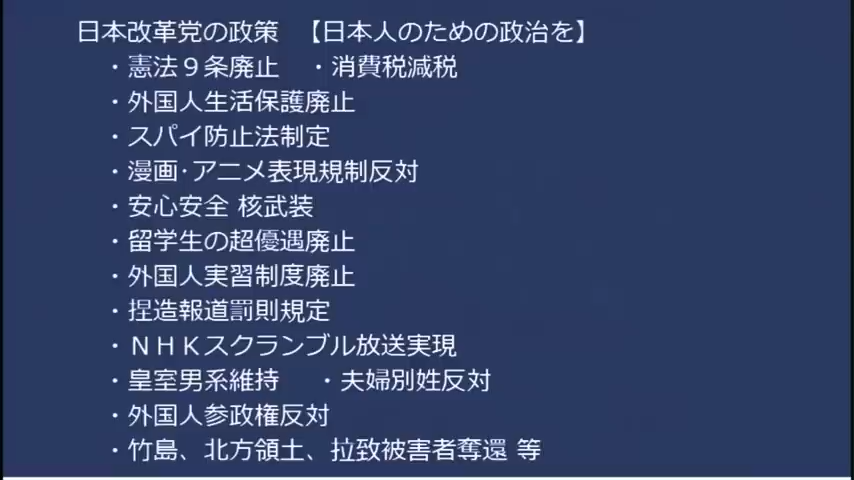 日本改革党の政策　【日本人のための政治を】
・憲法９条廃止　・消費税減税
・外国人生活保護廃止
・スパイ防止法制定
・漫画･アニメ表現規制反対
・安心安全 核武装
・留学生の超優遇廃止
・外国人実習制度廃止
・捏造報道罰則規定
・ＮＨＫスクランブル放送実現
・皇室男系維持　・夫婦別姓反対
・外国人参政権反対
・竹島、北方領土、拉致被害者奪還 等